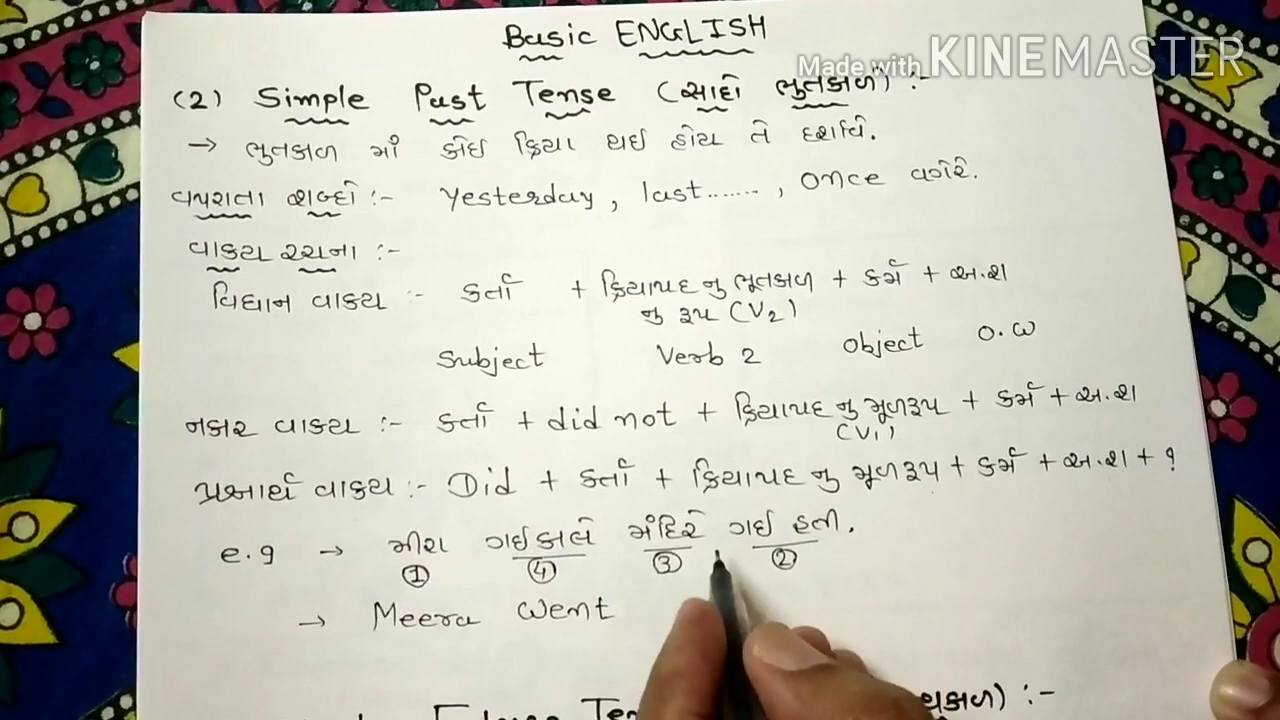 Basic ENGLISH
Made with KINEMASTER
(2) Simple Past Tense (સાદો ભુતકાળ) :-
→ ભુતકાળ માં કોઈ ક્રિયા થઈ હોય તે દર્શાવે.
વપરાતા શબ્દો :- Yesterday, last......., once વગેરે.
વાક્ય રચના :-
વિધાન વાક્ય :- કર્તા + ક્રિયાપદ નુ ભૂતકાળ + કર્મ + અ.શ
નુ રૂપ (V2)
Subject Verb 2 object O.W
નકાર વાક્ય :- કર્તા + did not + ક્રિયાપદ નુ મૂળરૂપ + કર્મ + અ.શ
(V1)
પ્રશ્નાર્થ વાક્ય :- Did + કર્તા + ક્રિયાપદ નુ મૂળરૂપ + કર્મ + અ.શ + ?
e.g → મીરા ગઈકાલે મંદિરે ગઈ હતી.
① ④ ③ ②
→ Meera went